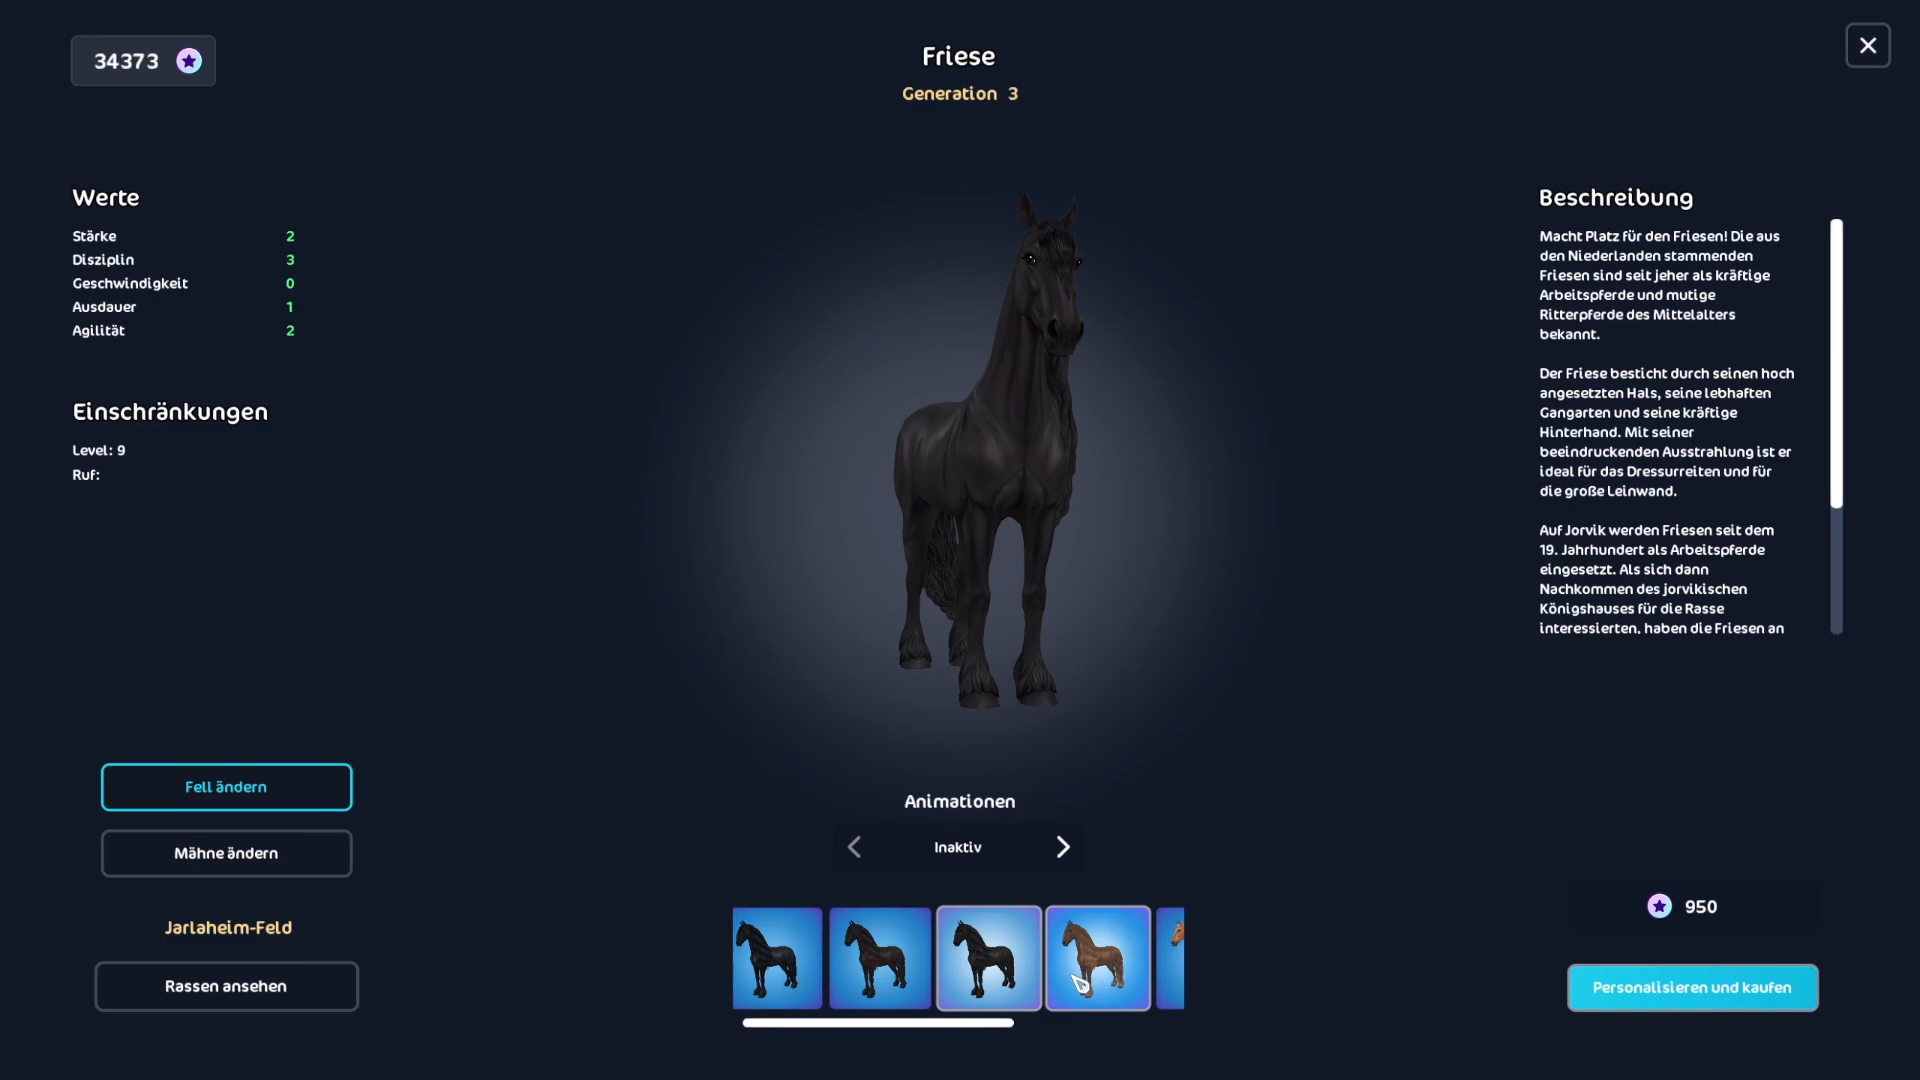 34373
Friese
Generation 3
Werte
Stärke 2
Disziplin 3
Geschwindigkeit 0
Ausdauer 1
Agilität 2
Einschränkungen
Level: 9
Ruf:
Beschreibung
Macht Platz für den Friesen! Die aus
den Niederlanden stammenden
Friesen sind seit jeher als kräftige
Arbeitspferde und mutige
Ritterpferde des Mittelalters
bekannt.
Der Friese besticht durch seinen hoch
angesetzten Hals, seine lebhaften
Gangarten und seine kräftige
Hinterhand. Mit seiner
beeindruckenden Ausstrahlung ist er
ideal für das Dressurreiten und für
die große Leinwand.
Auf Jorvik werden Friesen seit dem
19. Jahrhundert als Arbeitspferde
eingesetzt. Als sich dann
Nachkommen des jorvikischen
Königshauses für die Rasse
interessierten, haben die Friesen an
Fell ändern
Mähne ändern
Jarlaheim-Feld
Rassen ansehen
Animationen
Inaktiv
950
Personalisieren und kaufen